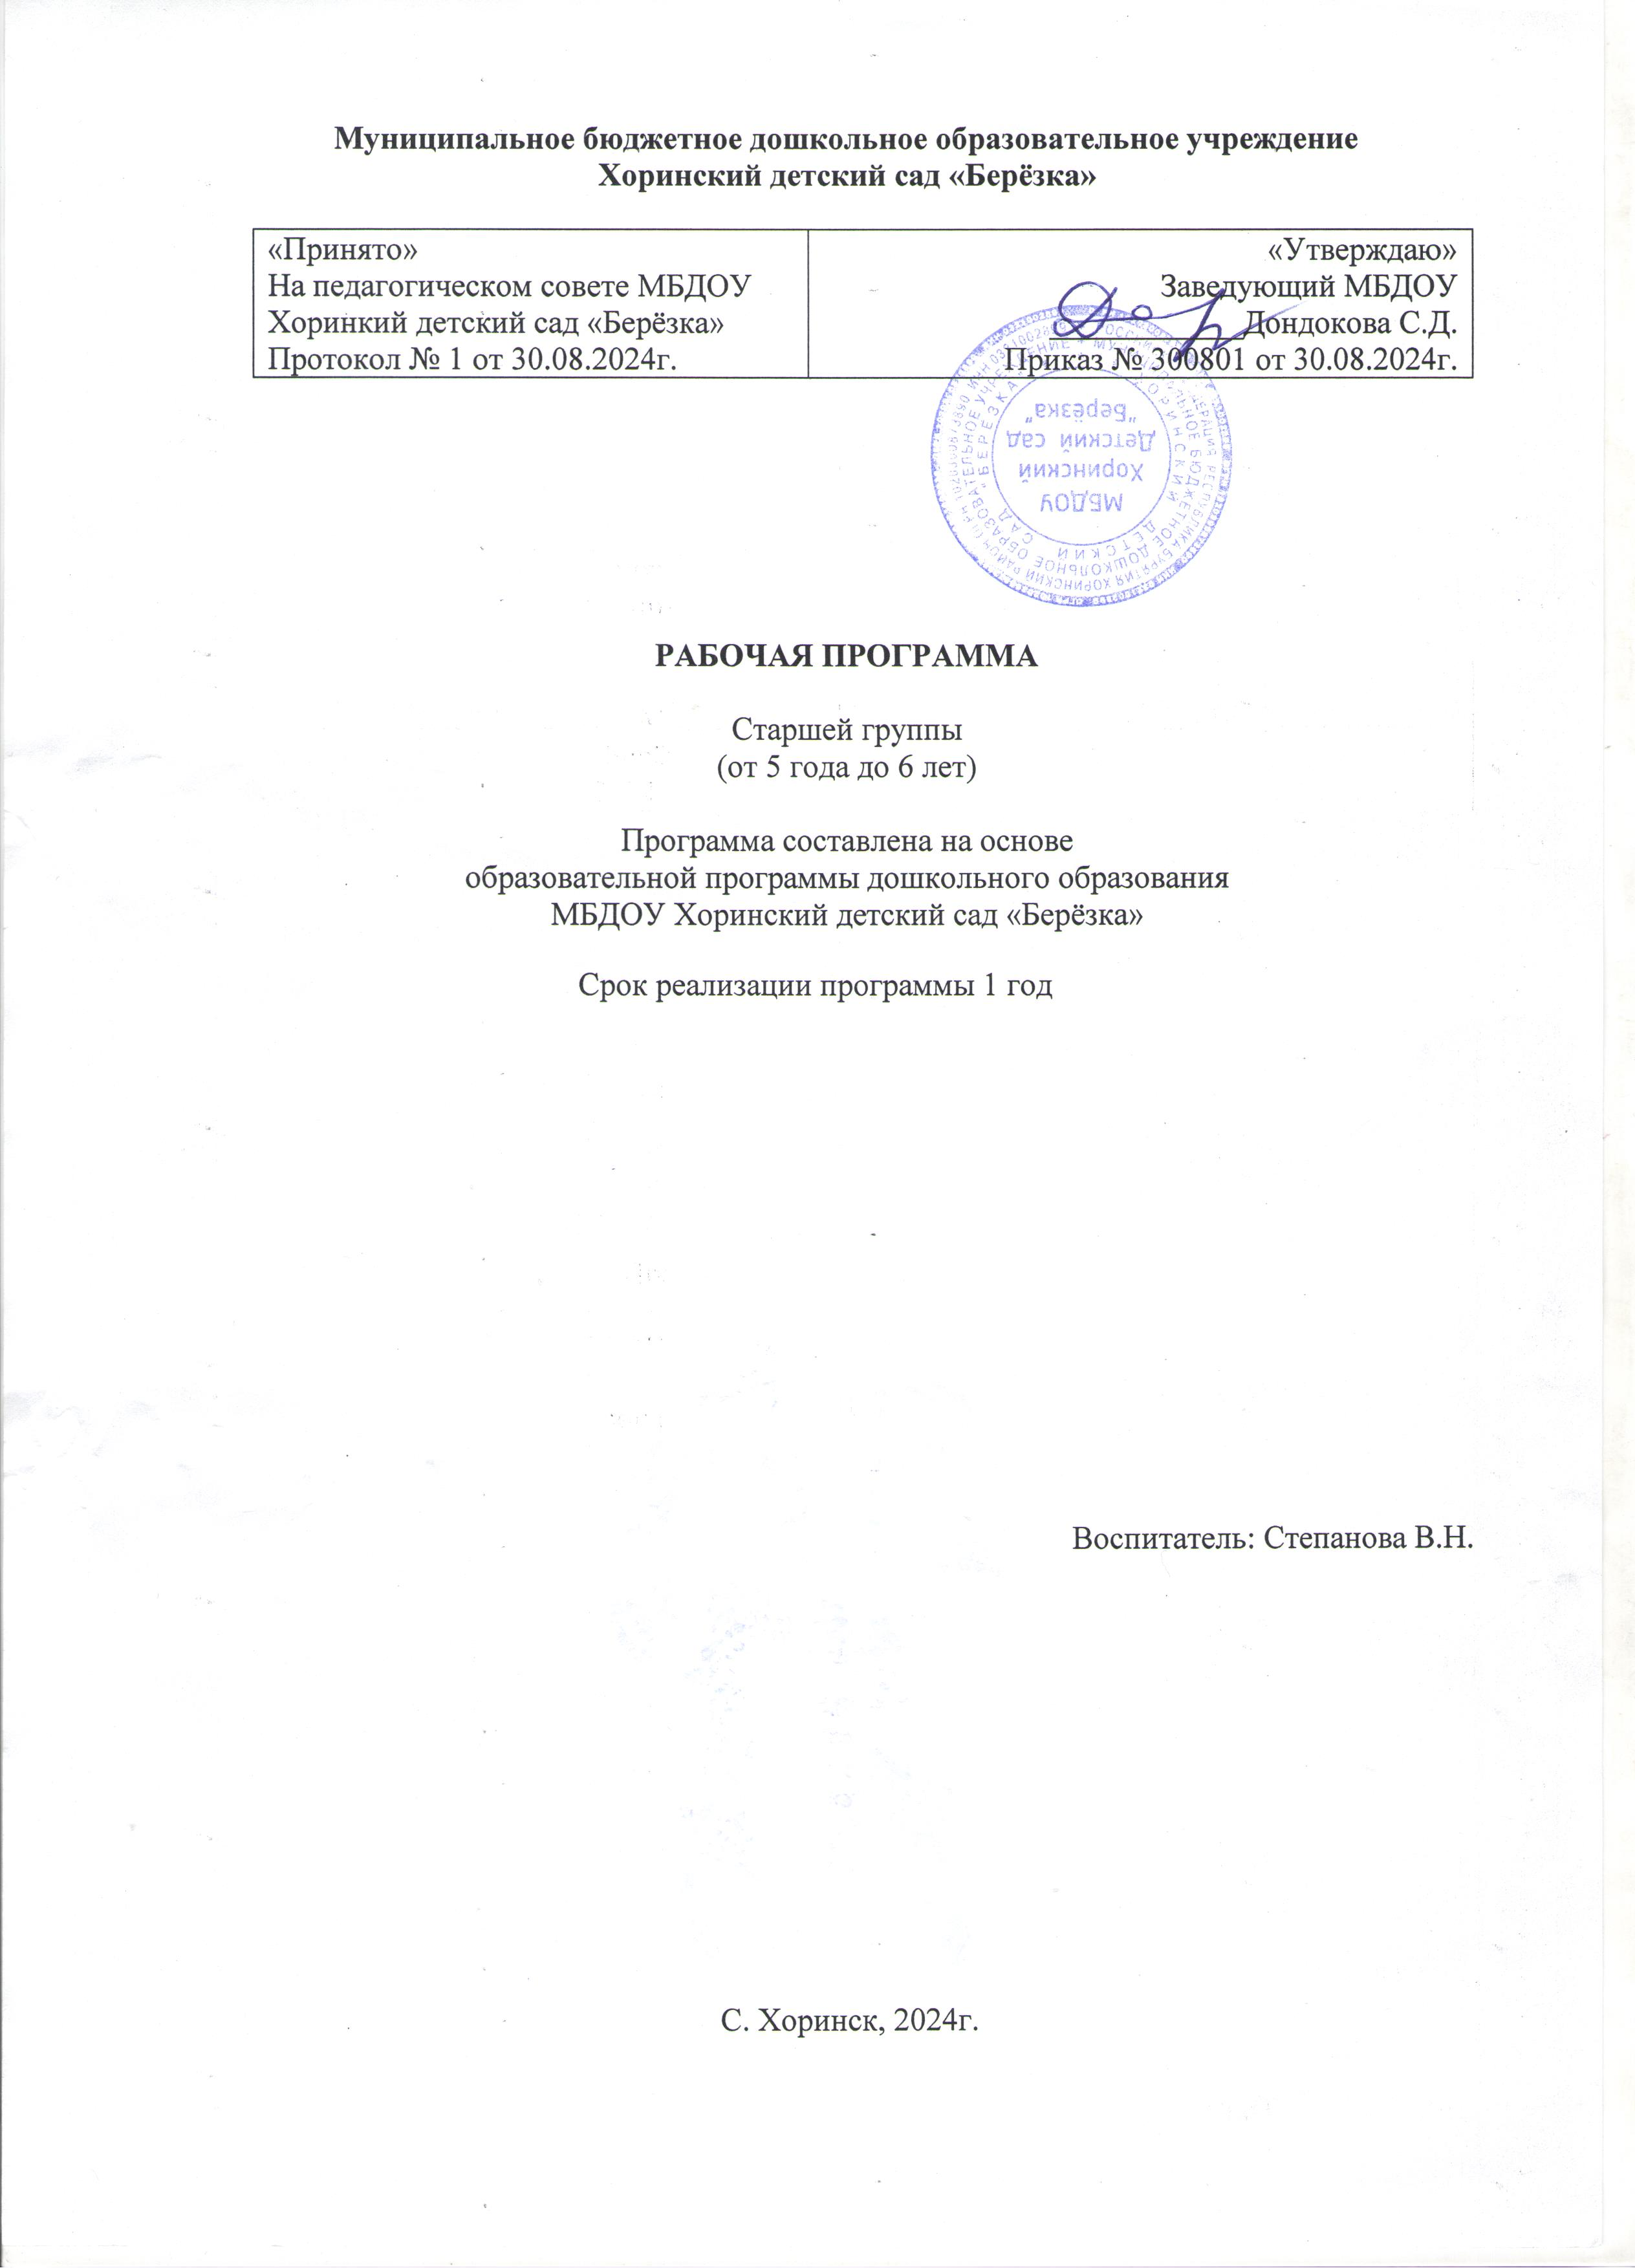 Муниципальное бюджетное дошкольное образовательное учреждение
Хоринский детский сад «Берёзка»
«Принято»
На педагогическом совете МБДОУ
Хоринкий детский сад «Берёзка»
Протокол № 1 от 30.08.2024г.
«Утверждаю»
Заведующий МБДОУ
Дондокова С.Д.
Приказ № 300801 от 30.08.2024г.
МБДОУ
Хоринский
Детский сад
"Берёзка"
РАБОЧАЯ ПРОГРАММА
Старшей группы
(от 5 года до 6 лет)
Программа составлена на основе
образовательной программы дошкольного образования
МБДОУ Хоринский детский сад «Берёзка»
Срок реализации программы 1 год
Воспитатель: Степанова В.Н.
С. Хоринск, 2024г.